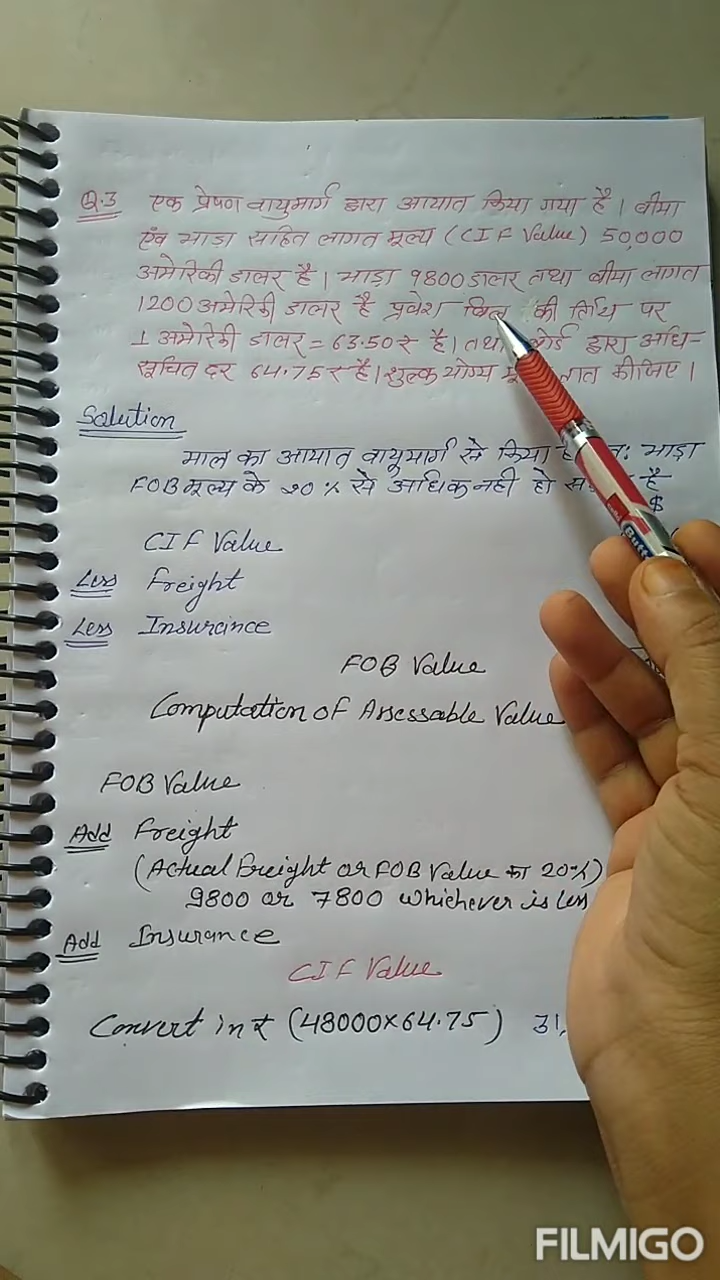 Q.3 एक प्रेषण वायुमार्ग द्वारा आयात किया गया है। बीमा
एंव भाडा सहित लागत मूल्य (CIF Value) 50,000
अमेरिकी डालर है। भाडा 9800 डालर तथा बीमा लागत
1200 अमेरिकी डालर है प्रवेश बिल की तिथि पर
1 अमेरिकी डालर = 63.50₹ है। तथा द्वारा अधि-
सूचित दर 64.75₹ है। शुल्क योग्य ज्ञात कीजिए।
Solution
माल का आयात वायुमार्ग से किया भाड़ा
FOB मूल्य के 20% से अधिक नही हो है
$
CIF Value
Less Freight
Less Insurance
FOB Value
Computation of Assessable Value
FOB Value
Add Freight
(Actual Freight or FOB Value का 20%)
9800 or 7800 whichever is less
Add Insurance
CIF Value
Convert in ₹ (48000×64.75) 31,
Butt
FILMIGO